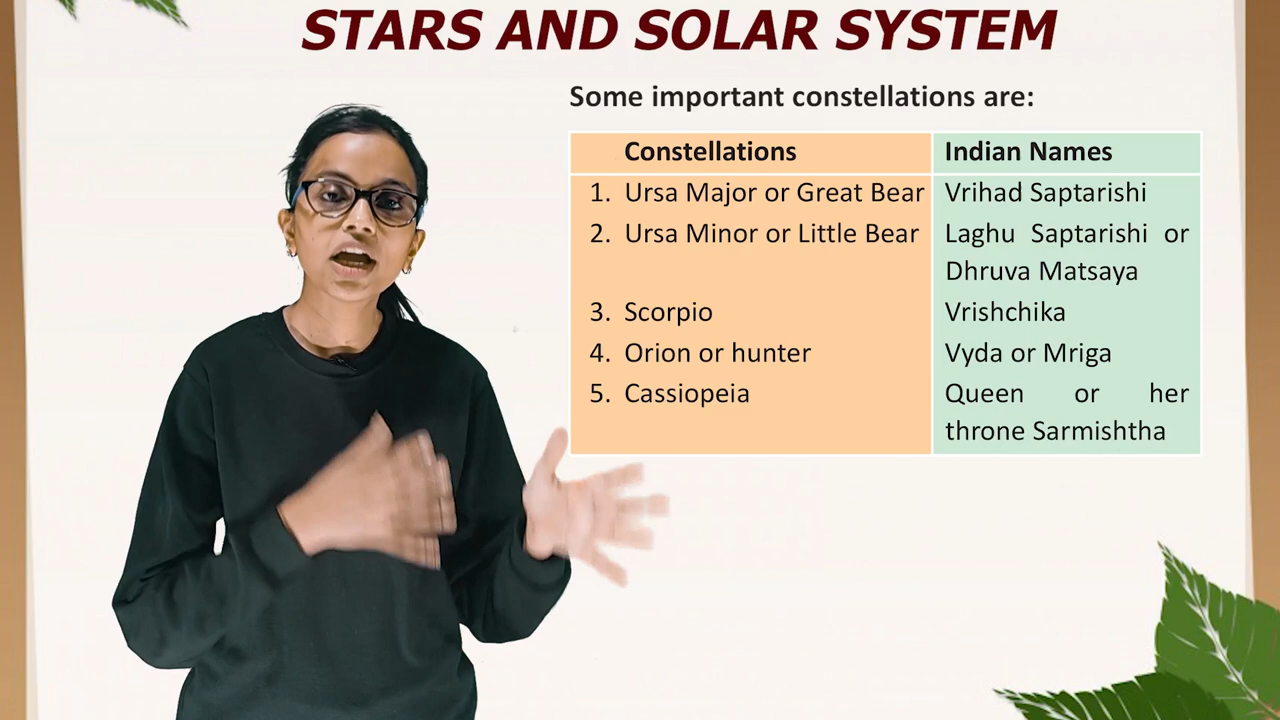 STARS AND SOLAR SYSTEM
Some important constellations are:
Constellations Indian Names
1. Ursa Major or Great Bear Vrihad Saptarishi
2. Ursa Minor or Little Bear Laghu Saptarishi or
Dhruva Matsaya
3. Scorpio Vrishchika
4. Orion or hunter Vyda or Mriga
5. Cassiopeia Queen or her
throne Sarmishtha